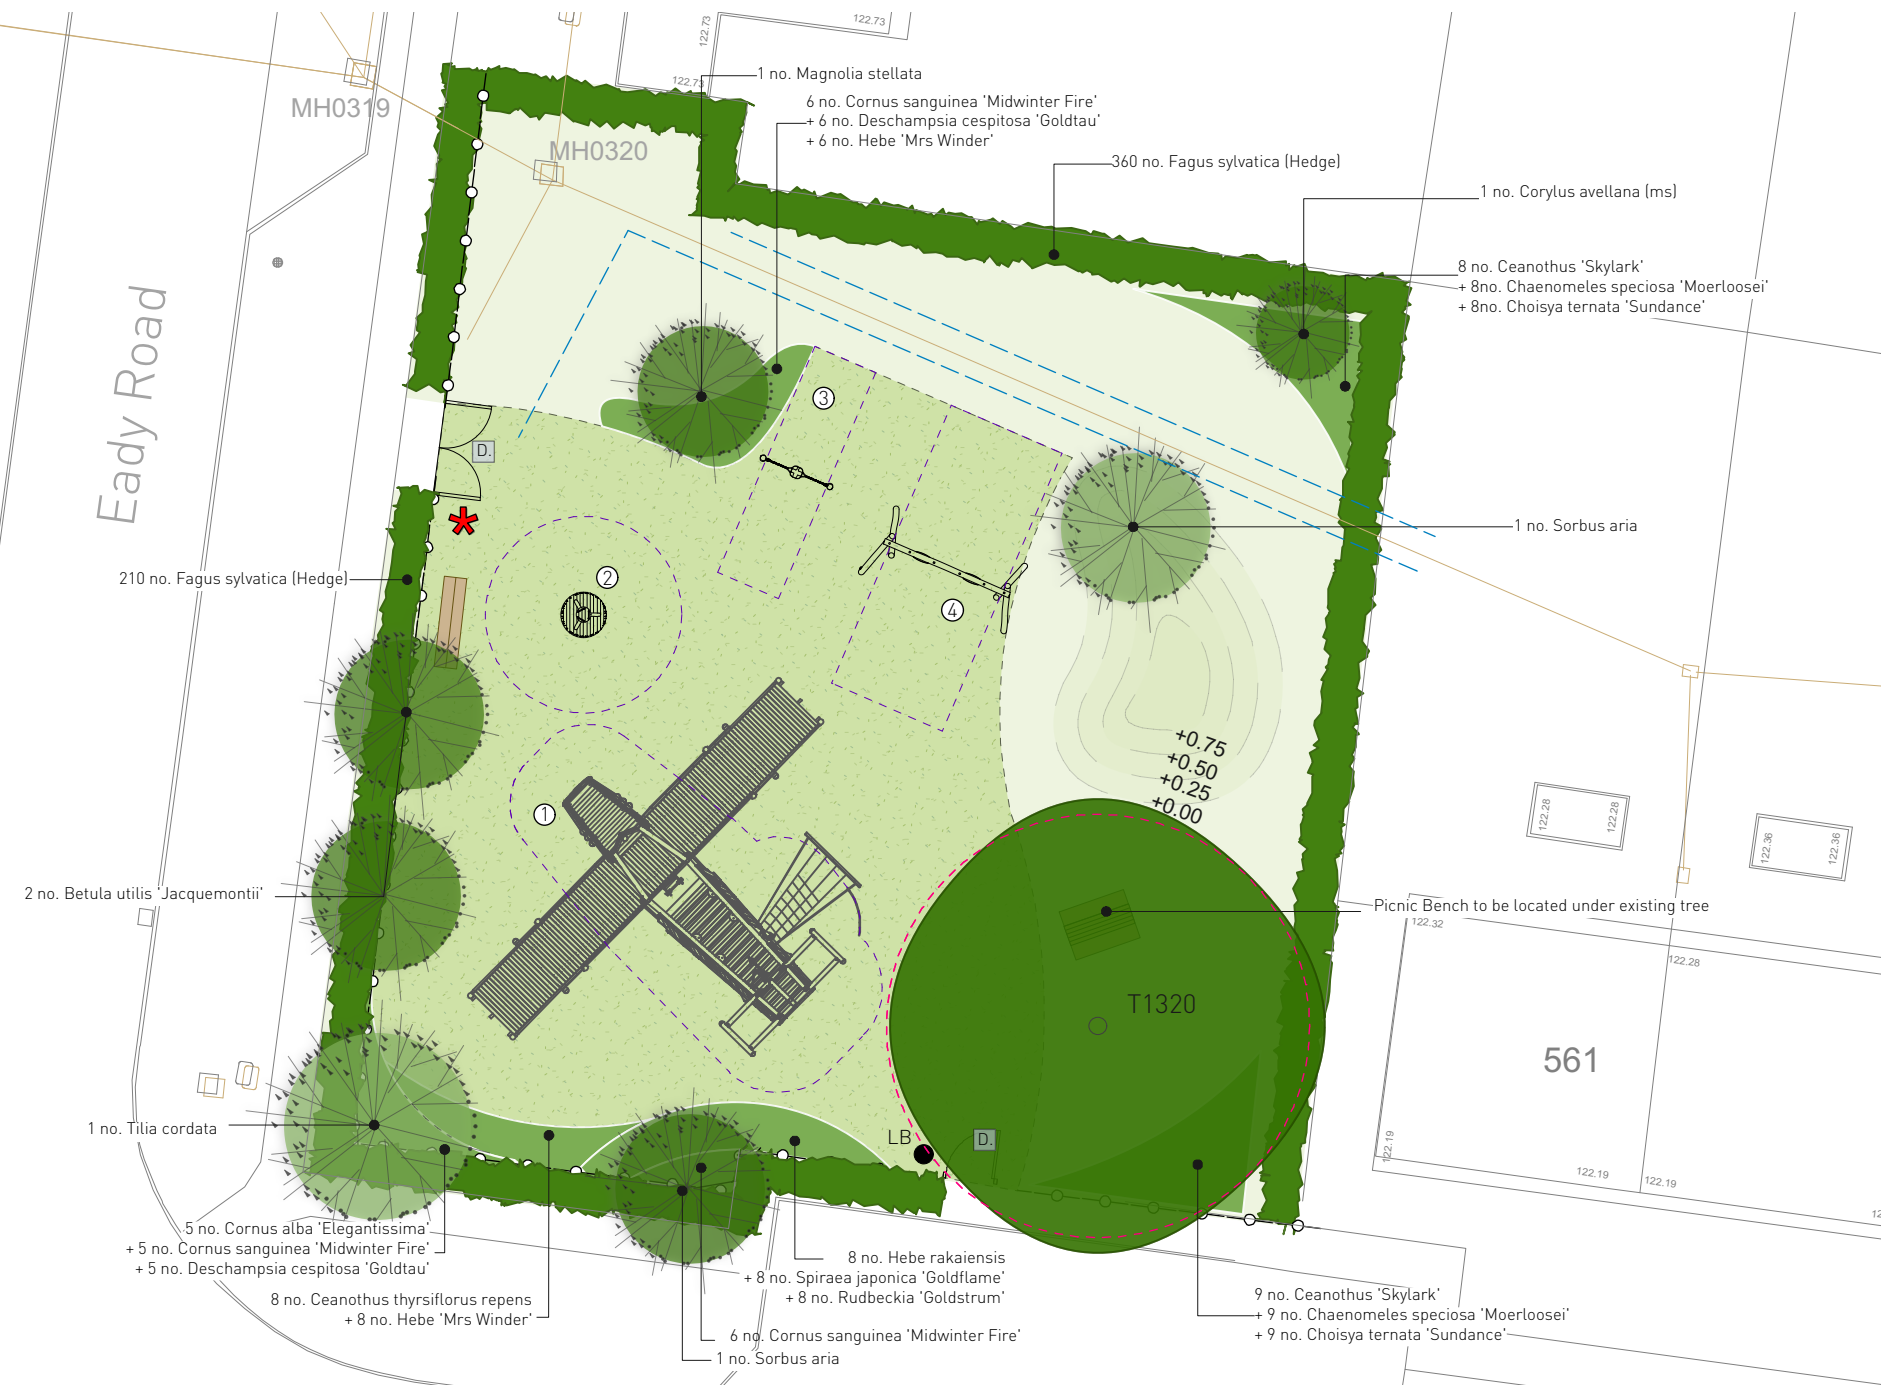 122.73
122.73
122.73
MH0319
MH0320
1 no. Magnolia stellata
6 no. Cornus sanguinea 'Midwinter Fire'
+ 6 no. Deschampsia cespitosa 'Goldtau'
+ 6 no. Hebe 'Mrs Winder'
360 no. Fagus sylvatica (Hedge)
1 no. Corylus avellana (ms)
8 no. Ceanothus 'Skylark'
+ 8no. Chaenomeles speciosa 'Moerloosei'
+ 8no. Choisya ternata 'Sundance'
Eady Road
3
D.
*
1 no. Sorbus aria
210 no. Fagus sylvatica (Hedge)
2
4
+0.75
+0.50
+0.25
+0.00
1
122.28
122.28
122.36
122.36
2 no. Betula utilis 'Jacquemontii'
Picnic Bench to be located under existing tree
122.32
122.28
T1320
561
1 no. Tilia cordata
LB
D.
122.19
122.19
122.19
5 no. Cornus alba 'Elegantissima'
+ 5 no. Cornus sanguinea 'Midwinter Fire'
+ 5 no. Deschampsia cespitosa 'Goldtau'
8 no. Ceanothus thyrsiflorus repens
+ 8 no. Hebe 'Mrs Winder'
8 no. Hebe rakaiensis
+ 8 no. Spiraea japonica 'Goldflame'
+ 8 no. Rudbeckia 'Goldstrum'
6 no. Cornus sanguinea 'Midwinter Fire'
1 no. Sorbus aria
9 no. Ceanothus 'Skylark'
+ 9 no. Chaenomeles speciosa 'Moerloosei'
+ 9 no. Choisya ternata 'Sundance'